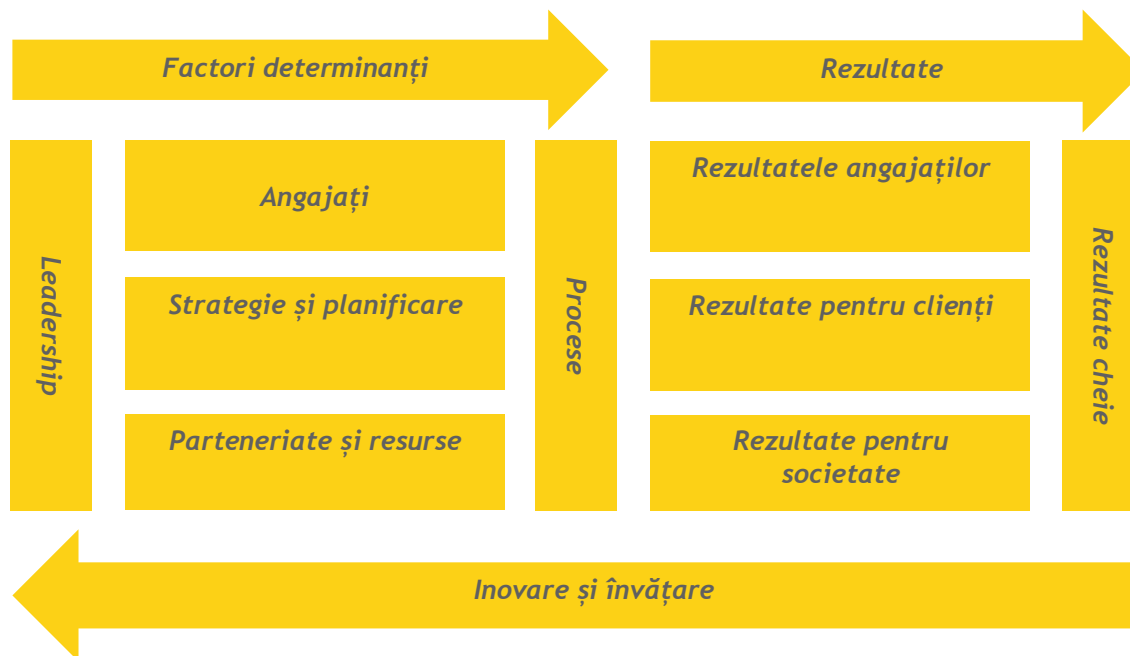 Factori determinanți
Rezultate
Leadership
Angajați
Strategie și planificare
Parteneriate și resurse
Procese
Rezultatele angajaților
Rezultate pentru clienți
Rezultate pentru
societate
Rezultate cheie
Inovare și învățare